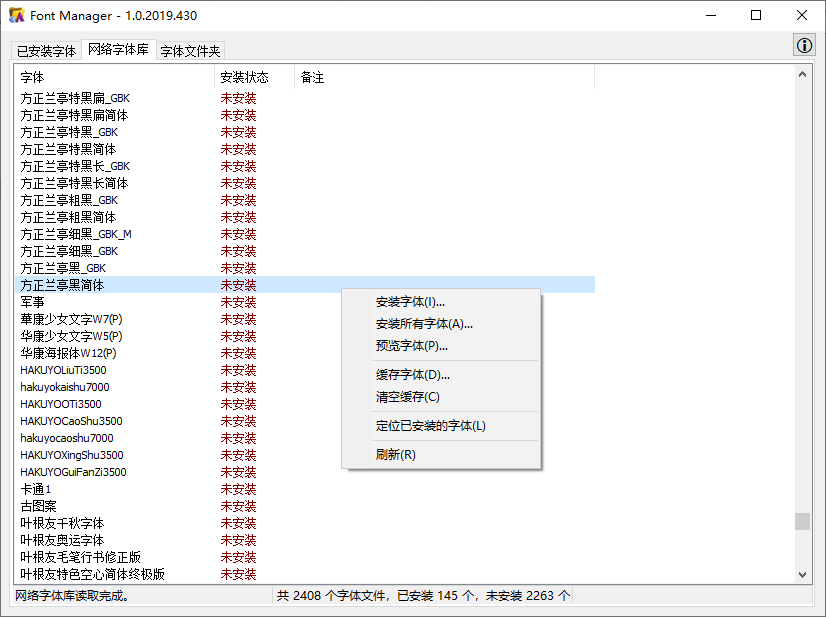 Font Manager - 1.0.2019.430
已安装字体 网络字体库 字体文件夹
字体 安装状态 备注
方正兰亭特黑扁_GBK 未安装
方正兰亭特黑扁简体 未安装
方正兰亭特黑_GBK 未安装
方正兰亭特黑简体 未安装
方正兰亭特黑长_GBK 未安装
方正兰亭特黑长简体 未安装
方正兰亭粗黑_GBK 未安装
方正兰亭粗黑简体 未安装
方正兰亭细黑_GBK_M 未安装
方正兰亭细黑_GBK 未安装
方正兰亭黑_GBK 未安装
方正兰亭黑简体 未安装
军事 未安装
華康少女文字W7(P) 未安装
华康少女文字W5(P) 未安装
华康海报体W12(P) 未安装
HAKUYOLiuTi3500 未安装
hakuyokaishu7000 未安装
HAKUYOOTi3500 未安装
HAKUYOCaoShu3500 未安装
hakuyocaoshu7000 未安装
HAKUYOXingShu3500 未安装
HAKUYOGuiFanZi3500 未安装
卡通1 未安装
古图案 未安装
叶根友千秋字体 未安装
叶根友奥运字体 未安装
叶根友毛笔行书修正版 未安装
叶根友特色空心简体终极版 未安装
安装字体(I)...
安装所有字体(A)...
预览字体(P)...
缓存字体(D)...
清空缓存(C)
定位已安装的字体(L)
刷新(R)
网络字体库读取完成。 共 2408 个字体文件，已安装 145 个，未安装 2263 个